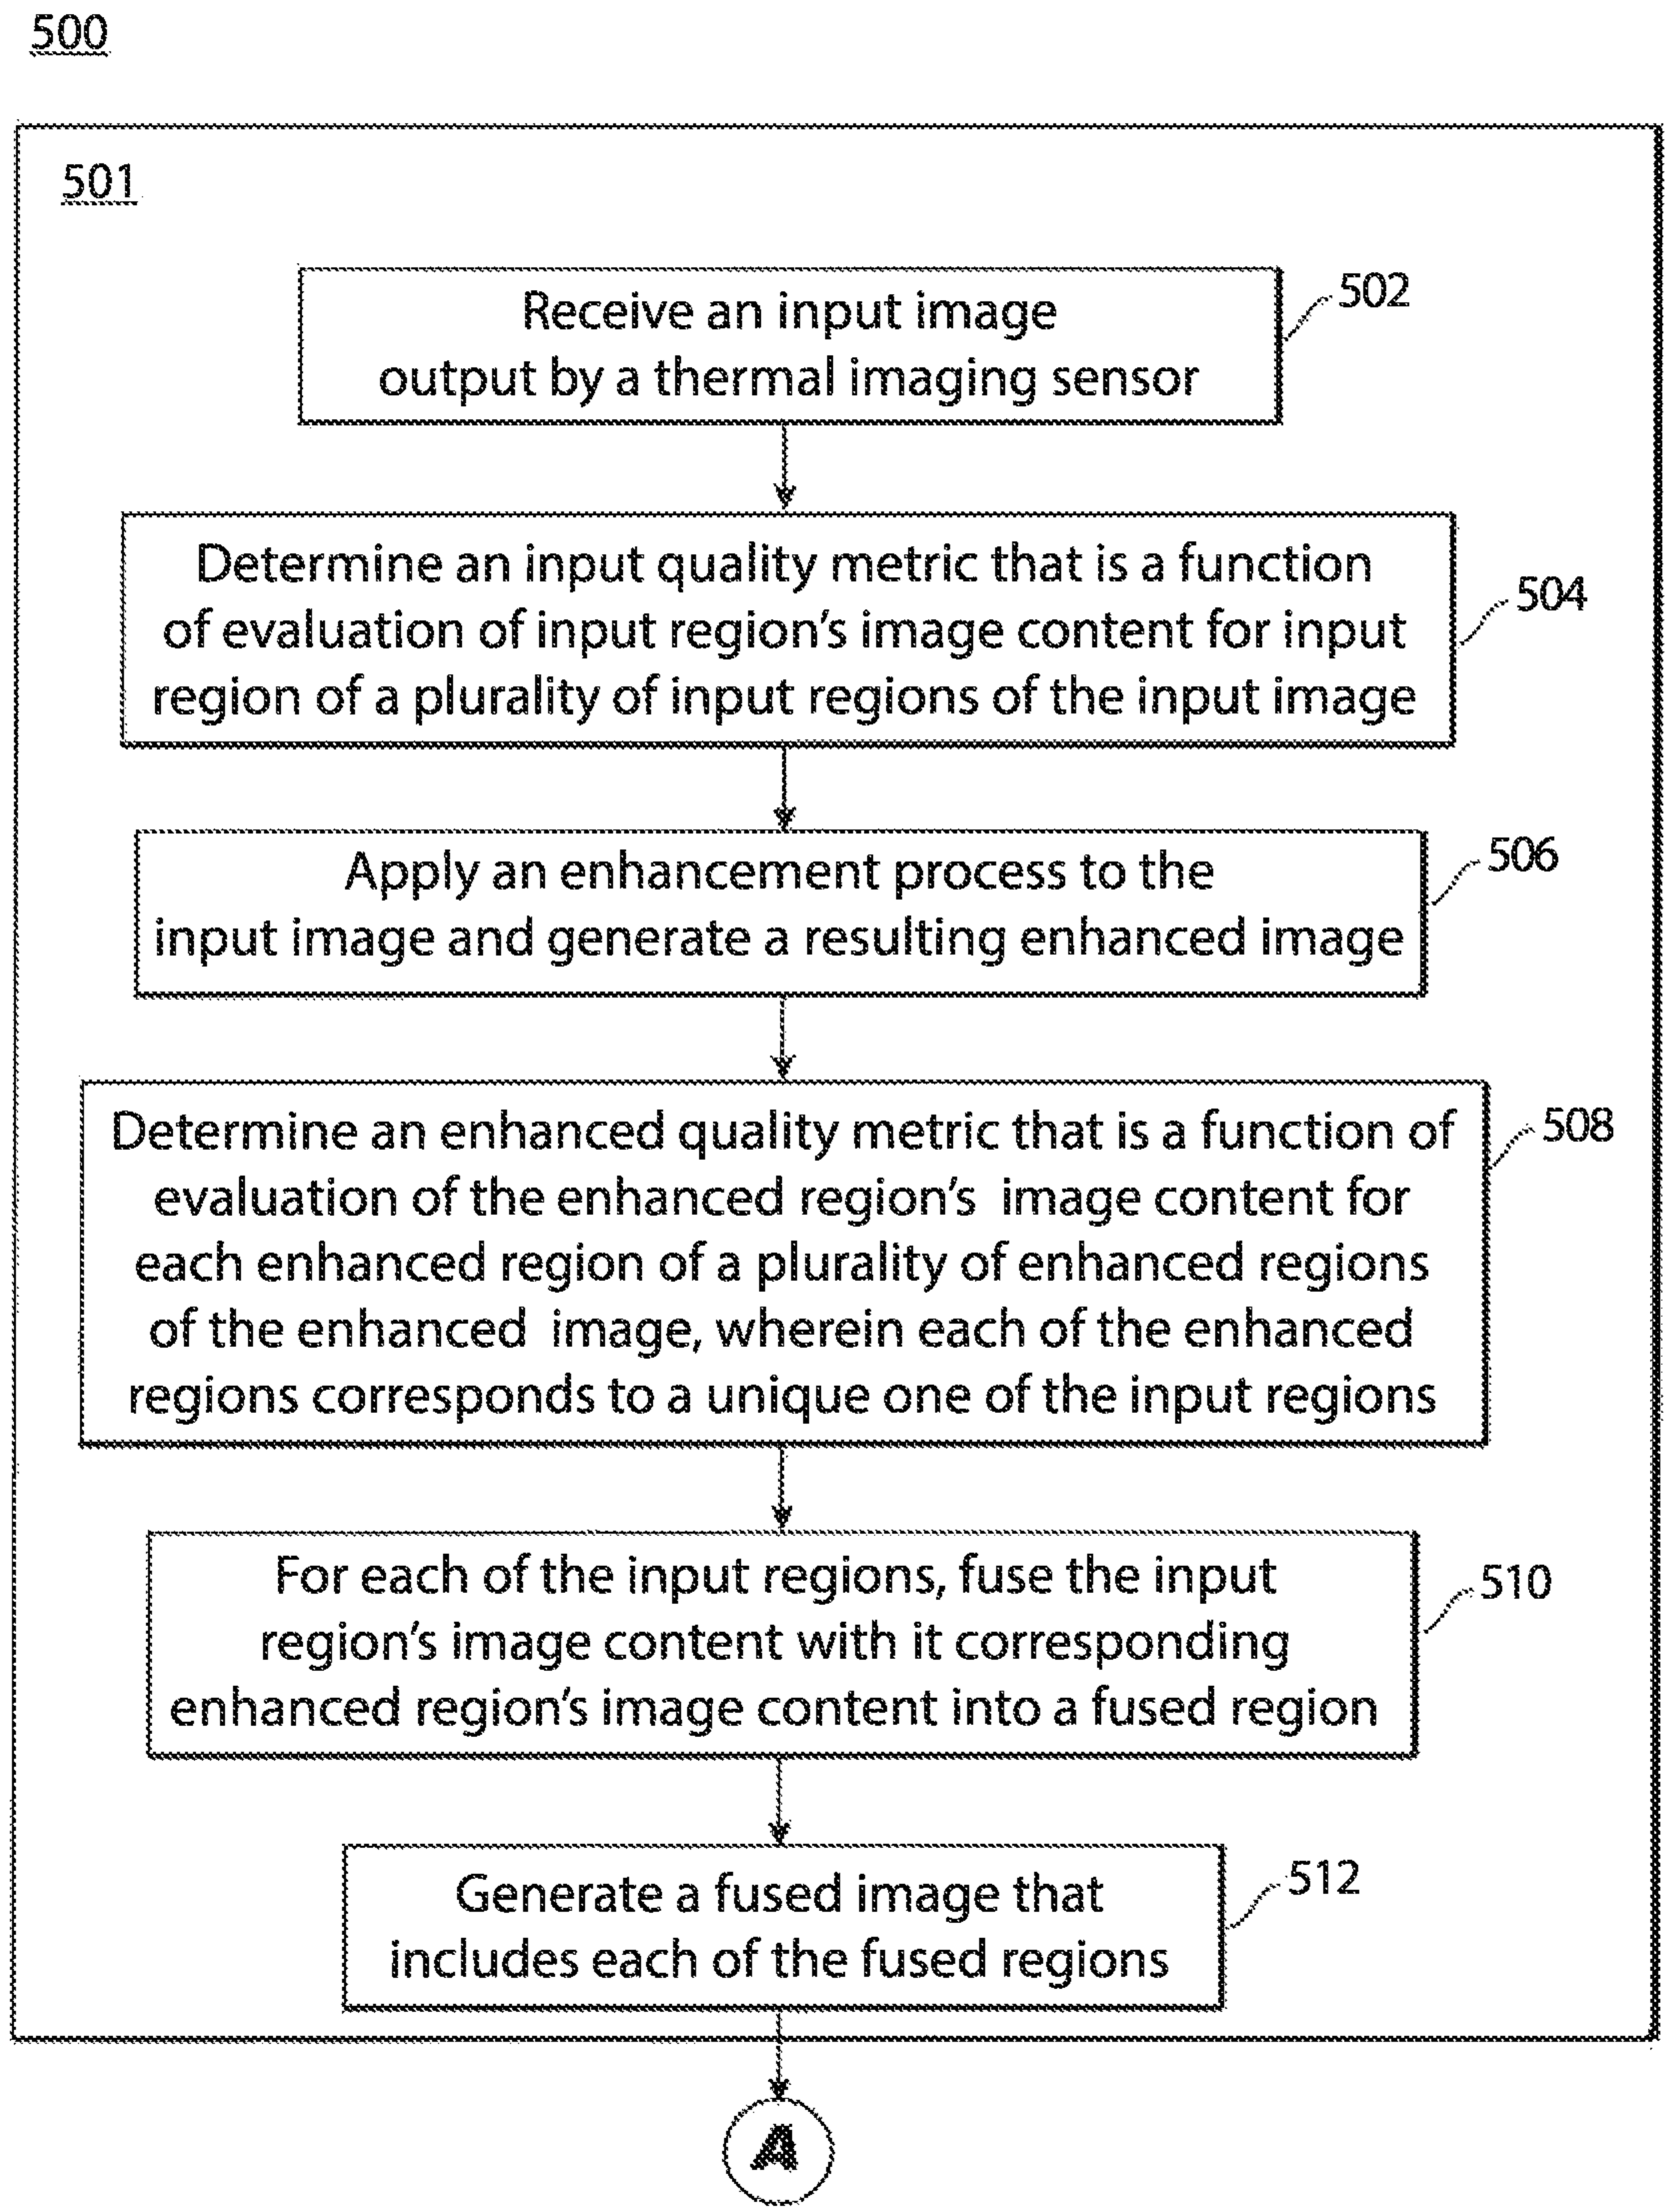 500
501
Receive an input image
output by a thermal imaging sensor
502
Determine an input quality metric that is a function
of evaluation of input region's image content for input
region of a plurality of input regions of the input image
504
Apply an enhancement process to the
input image and generate a resulting enhanced image
506
Determine an enhanced quality metric that is a function of
evaluation of the enhanced region's image content for
each enhanced region of a plurality of enhanced regions
of the enhanced image, wherein each of the enhanced
regions corresponds to a unique one of the input regions
508
For each of the input regions, fuse the input
region's image content with it corresponding
enhanced region's image content into a fused region
510
Generate a fused image that
includes each of the fused regions
512
A